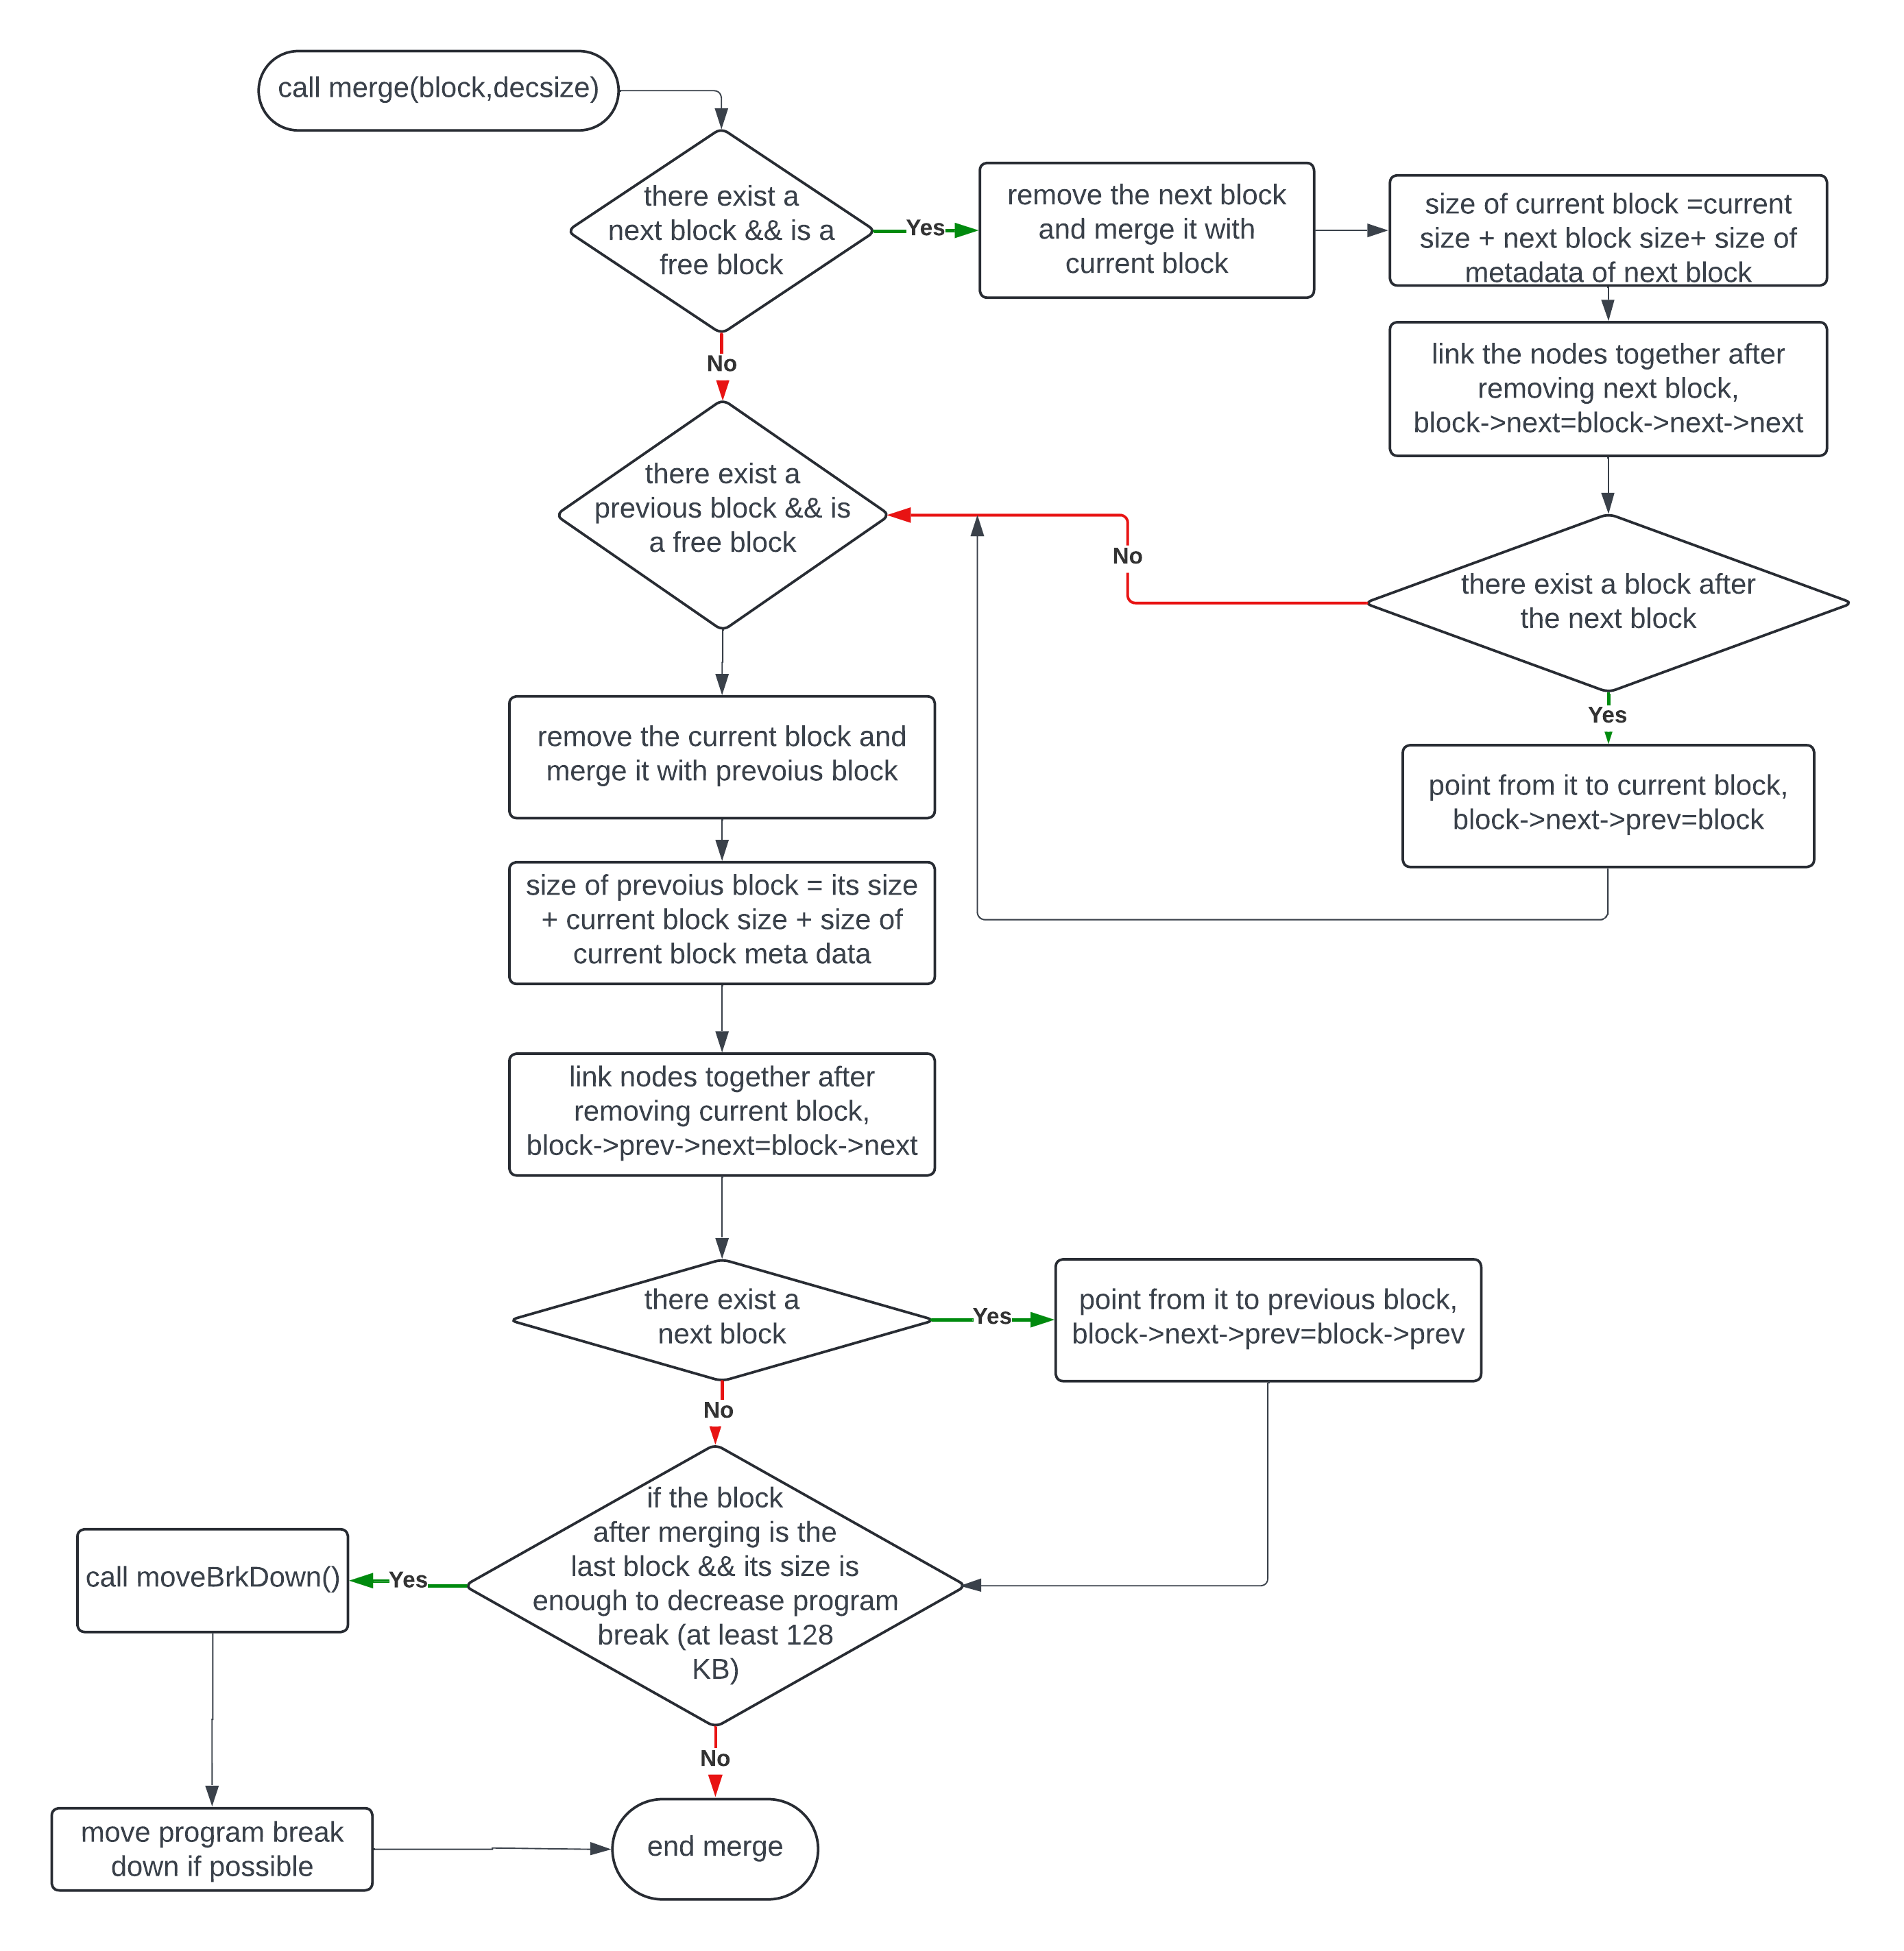 call merge(block,decsize)
there exist a
next block && is a
free block
Yes
remove the next block
and merge it with
current block
size of current block =current
size + next block size+ size of
metadata of next block
No
link the nodes together after
removing next block,
block->next=block->next->next
there exist a
previous block && is
a free block
No
there exist a block after
the next block
Yes
remove the current block and
merge it with prevoius block
point from it to current block,
block->next->prev=block
size of prevoius block = its size
+ current block size + size of
current block meta data
link nodes together after
removing current block,
block->prev->next=block->next
there exist a
next block
Yes
point from it to previous block,
block->next->prev=block->prev
No
if the block
after merging is the
last block && its size is
enough to decrease program
break (at least 128
KB)
Yes
call moveBrkDown()
No
move program break
down if possible
end merge